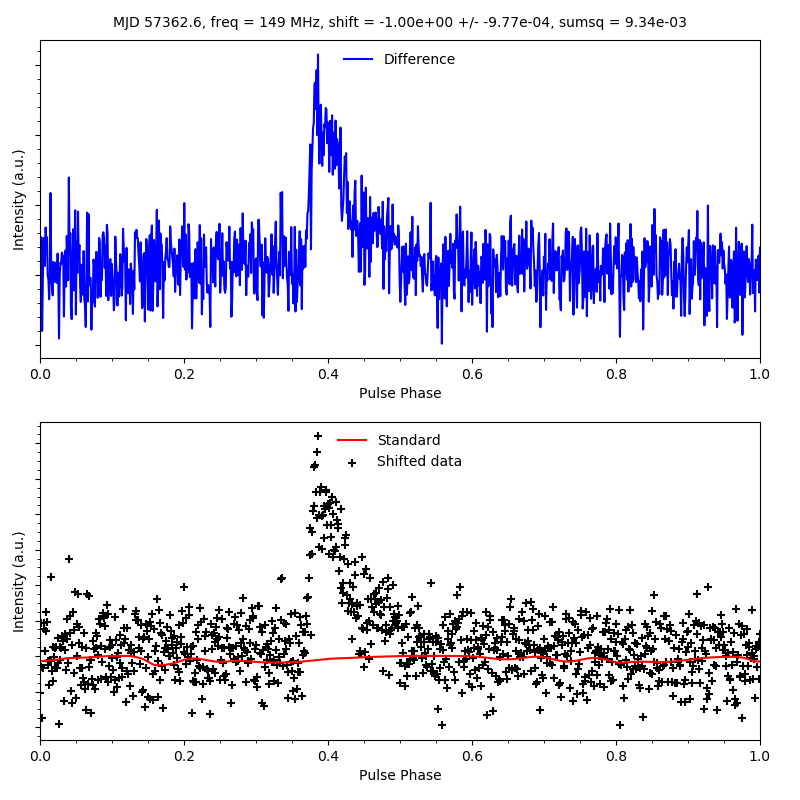 MJD 57362.6, freq = 149 MHz, shift = -1.00e+00 +/- -9.77e-04, sumsq = 9.34e-03
Difference
Intensity (a.u.)
0.0 0.2 0.4 0.6 0.8 1.0
Pulse Phase
Standard
Shifted data
Intensity (a.u.)
0.0 0.2 0.4 0.6 0.8 1.0
Pulse Phase